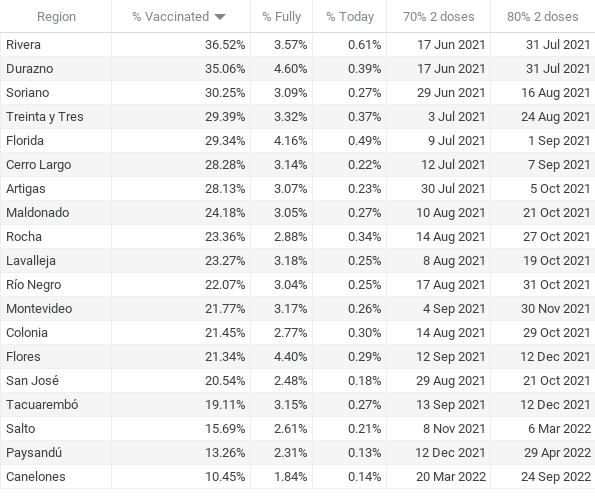 Region % Vaccinated % Fully % Today 70% 2 doses 80% 2 doses
Rivera 36.52% 3.57% 0.61% 17 Jun 2021 31 Jul 2021
Durazno 35.06% 4.60% 0.39% 17 Jun 2021 31 Jul 2021
Soriano 30.25% 3.09% 0.27% 29 Jun 2021 16 Aug 2021
Treinta y Tres 29.39% 3.32% 0.37% 3 Jul 2021 24 Aug 2021
Florida 29.34% 4.16% 0.49% 9 Jul 2021 1 Sep 2021
Cerro Largo 28.28% 3.14% 0.22% 12 Jul 2021 7 Sep 2021
Artigas 28.13% 3.07% 0.23% 30 Jul 2021 5 Oct 2021
Maldonado 24.18% 3.05% 0.27% 10 Aug 2021 21 Oct 2021
Rocha 23.36% 2.88% 0.34% 14 Aug 2021 27 Oct 2021
Lavalleja 23.27% 3.18% 0.25% 8 Aug 2021 19 Oct 2021
Río Negro 22.07% 3.04% 0.25% 17 Aug 2021 31 Oct 2021
Montevideo 21.77% 3.17% 0.26% 4 Sep 2021 30 Nov 2021
Colonia 21.45% 2.77% 0.30% 14 Aug 2021 29 Oct 2021
Flores 21.34% 4.40% 0.29% 12 Sep 2021 12 Dec 2021
San José 20.54% 2.48% 0.18% 29 Aug 2021 21 Oct 2021
Tacuarembó 19.11% 3.15% 0.27% 13 Sep 2021 12 Dec 2021
Salto 15.69% 2.61% 0.21% 8 Nov 2021 6 Mar 2022
Paysandú 13.26% 2.31% 0.13% 12 Dec 2021 29 Apr 2022
Canelones 10.45% 1.84% 0.14% 20 Mar 2022 24 Sep 2022